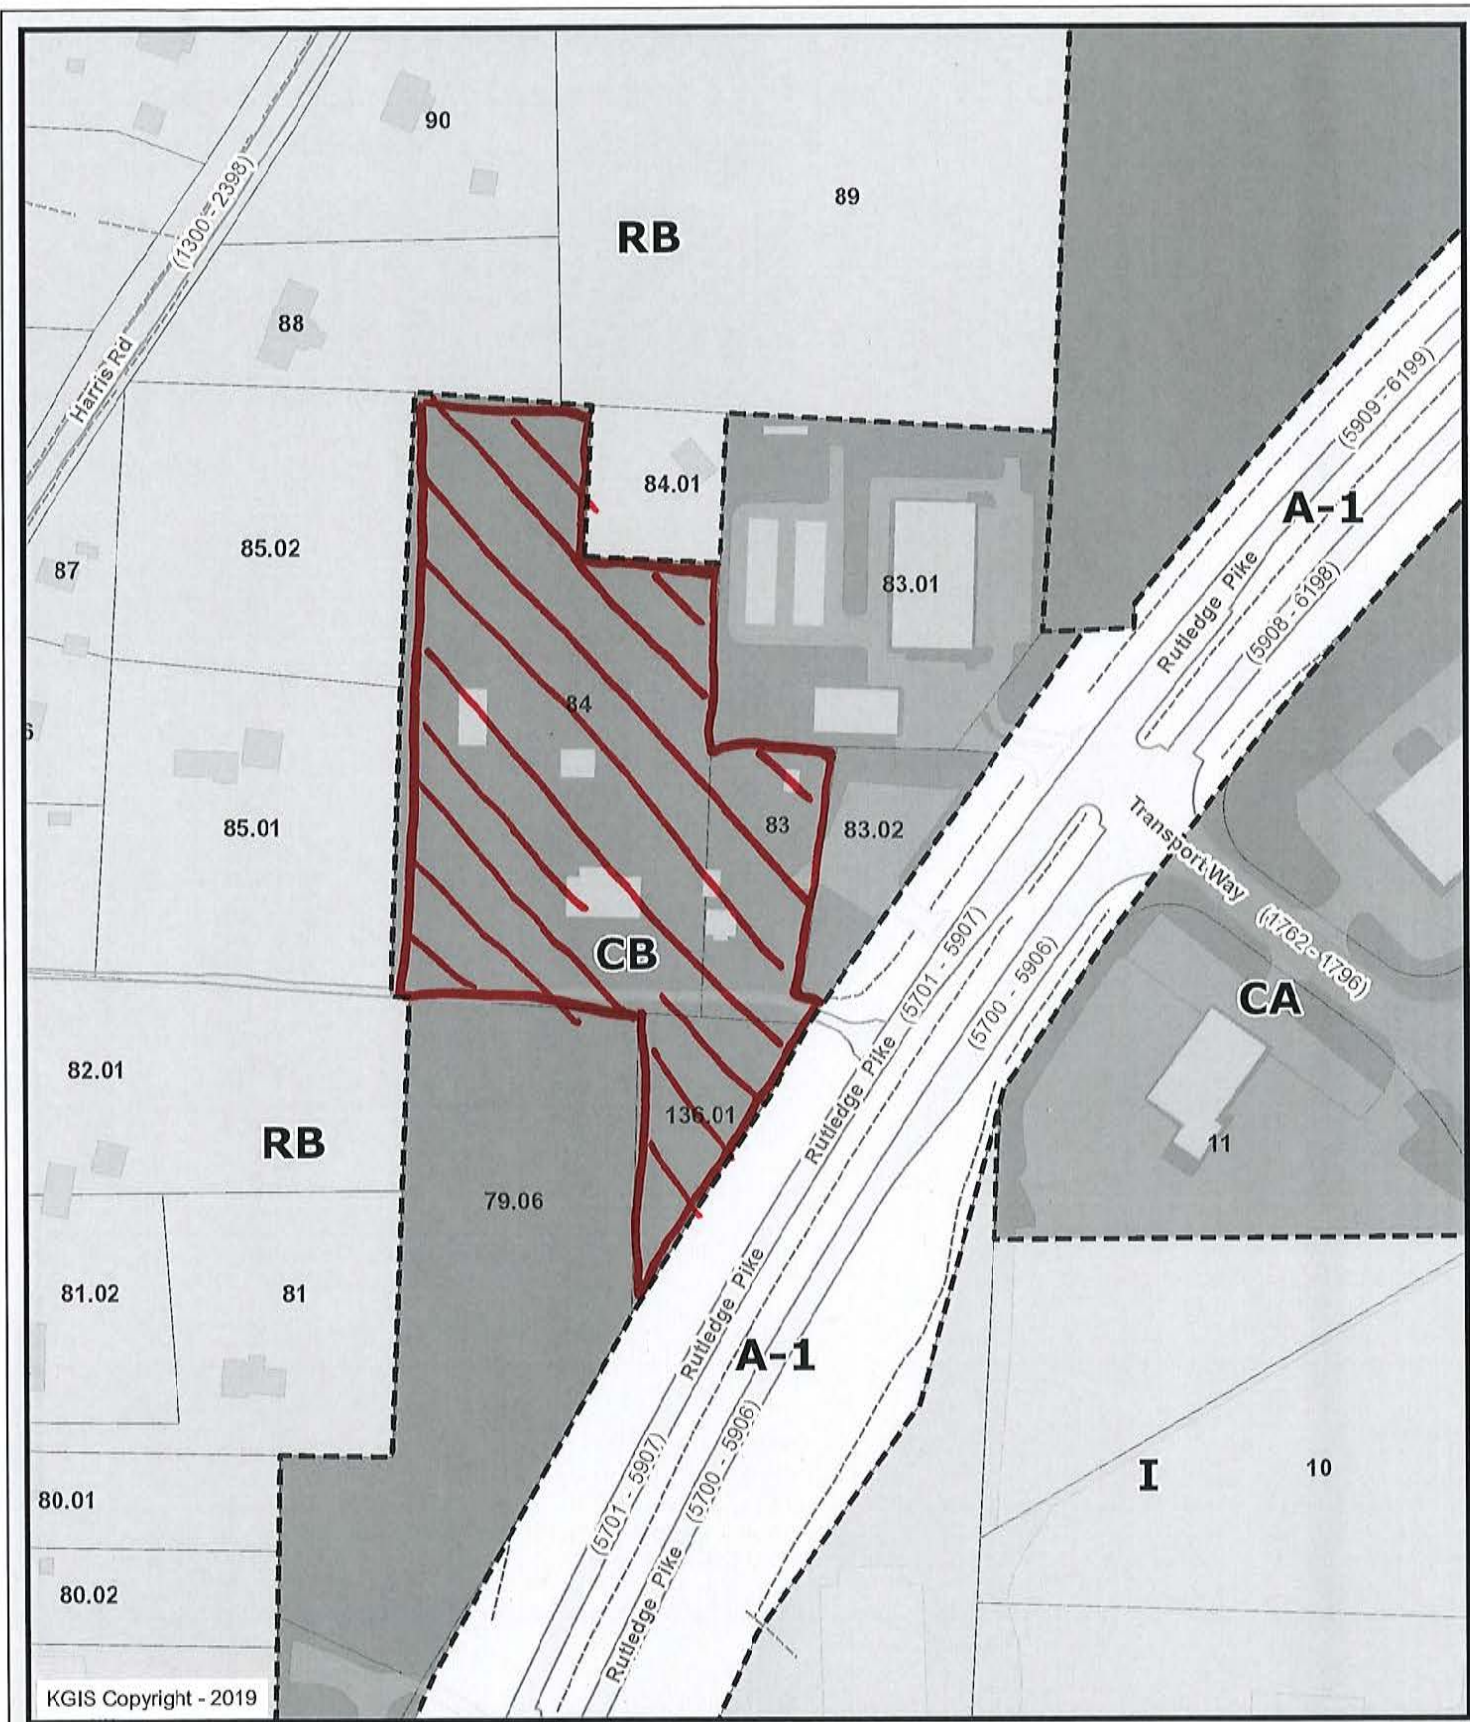 90
89
(1300 - 2398)
RB
88
Harris Rd
(5909 - 6199)
84.01
A-1
85.02
87
83.01
Rutledge Pike
(5908 - 6198)
84
6
85.01
83
83.02
Transport Way (1762 - 1796)
CB
(5701 - 5907)
(5700 - 5906)
CA
Rutledge Pike
82.01
136.01
RB
11
79.06
81.02
81
Rutledge Pike
A-1
(5701 - 5907)
(5700 - 5906)
I
10
80.01
Rutledge Pike
80.02
KGIS Copyright - 2019